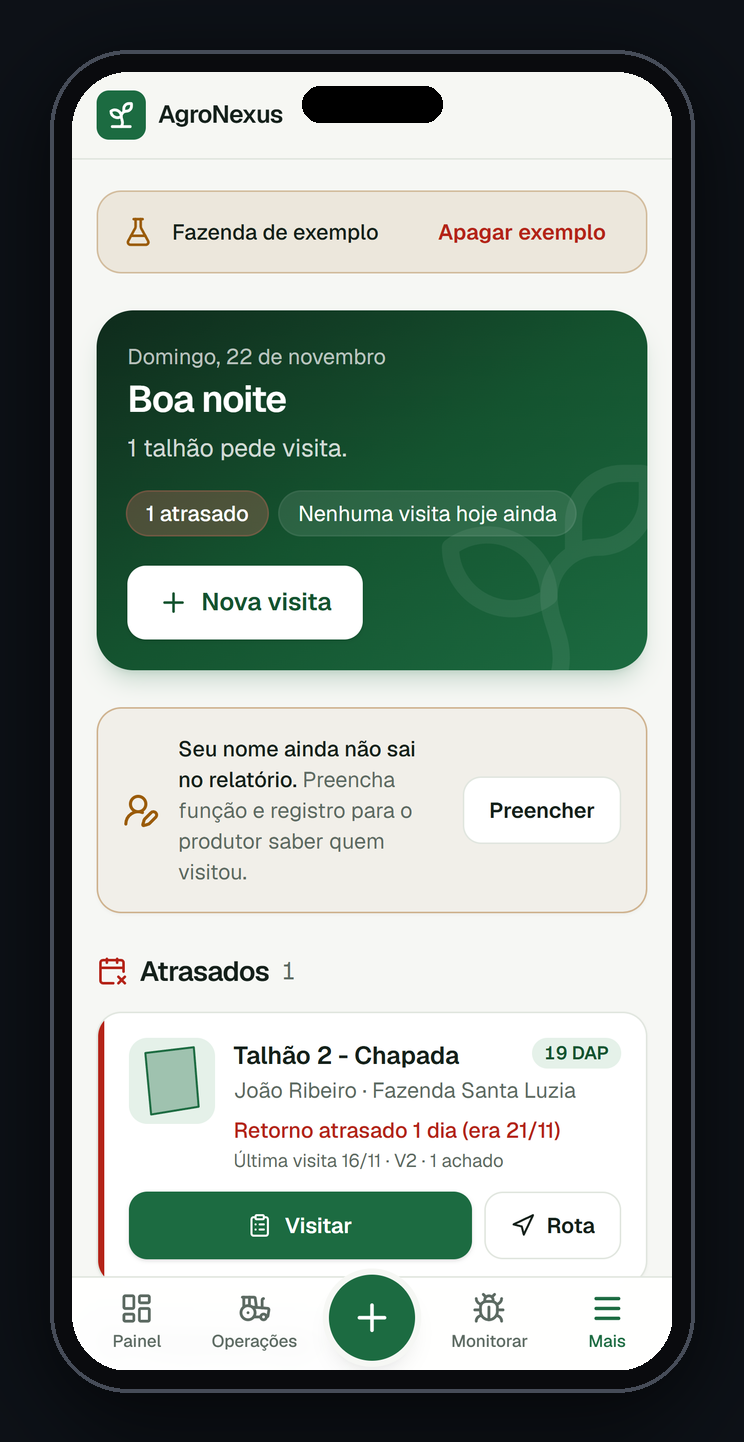 AgroNexus
Fazenda de exemplo
Apagar exemplo
Domingo, 22 de novembro
Boa noite
1 talhão pede visita.
1 atrasado
Nenhuma visita hoje ainda
Nova visita
Seu nome ainda não sai
no relatório. Preencha
função e registro para o
produtor saber quem
visitou.
Preencher
Atrasados 1
Talhão 2 - Chapada
19 DAP
João Ribeiro · Fazenda Santa Luzia
Retorno atrasado 1 dia (era 21/11)
Última visita 16/11 · V2 · 1 achado
Visitar
Rota
Painel
Operações
Monitorar
Mais